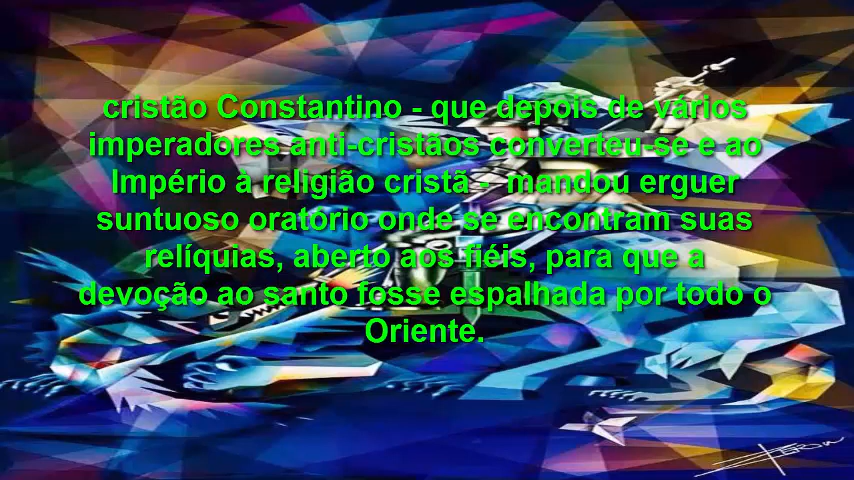 cristão Constantino - que depois de vários
imperadores anti-cristãos converteu-se e ao
Império à religião cristã -  mandou erguer
suntuoso oratório onde se encontram suas
relíquias, aberto aos fiéis, para que a
devoção ao santo fosse espalhada por todo o
Oriente.